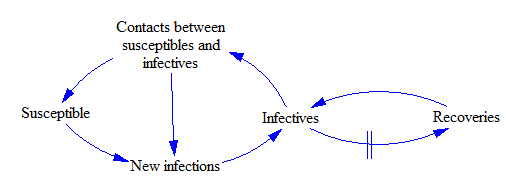 Contacts between
susceptibles and
infectives
Susceptible
Infectives
Recoveries
New infections